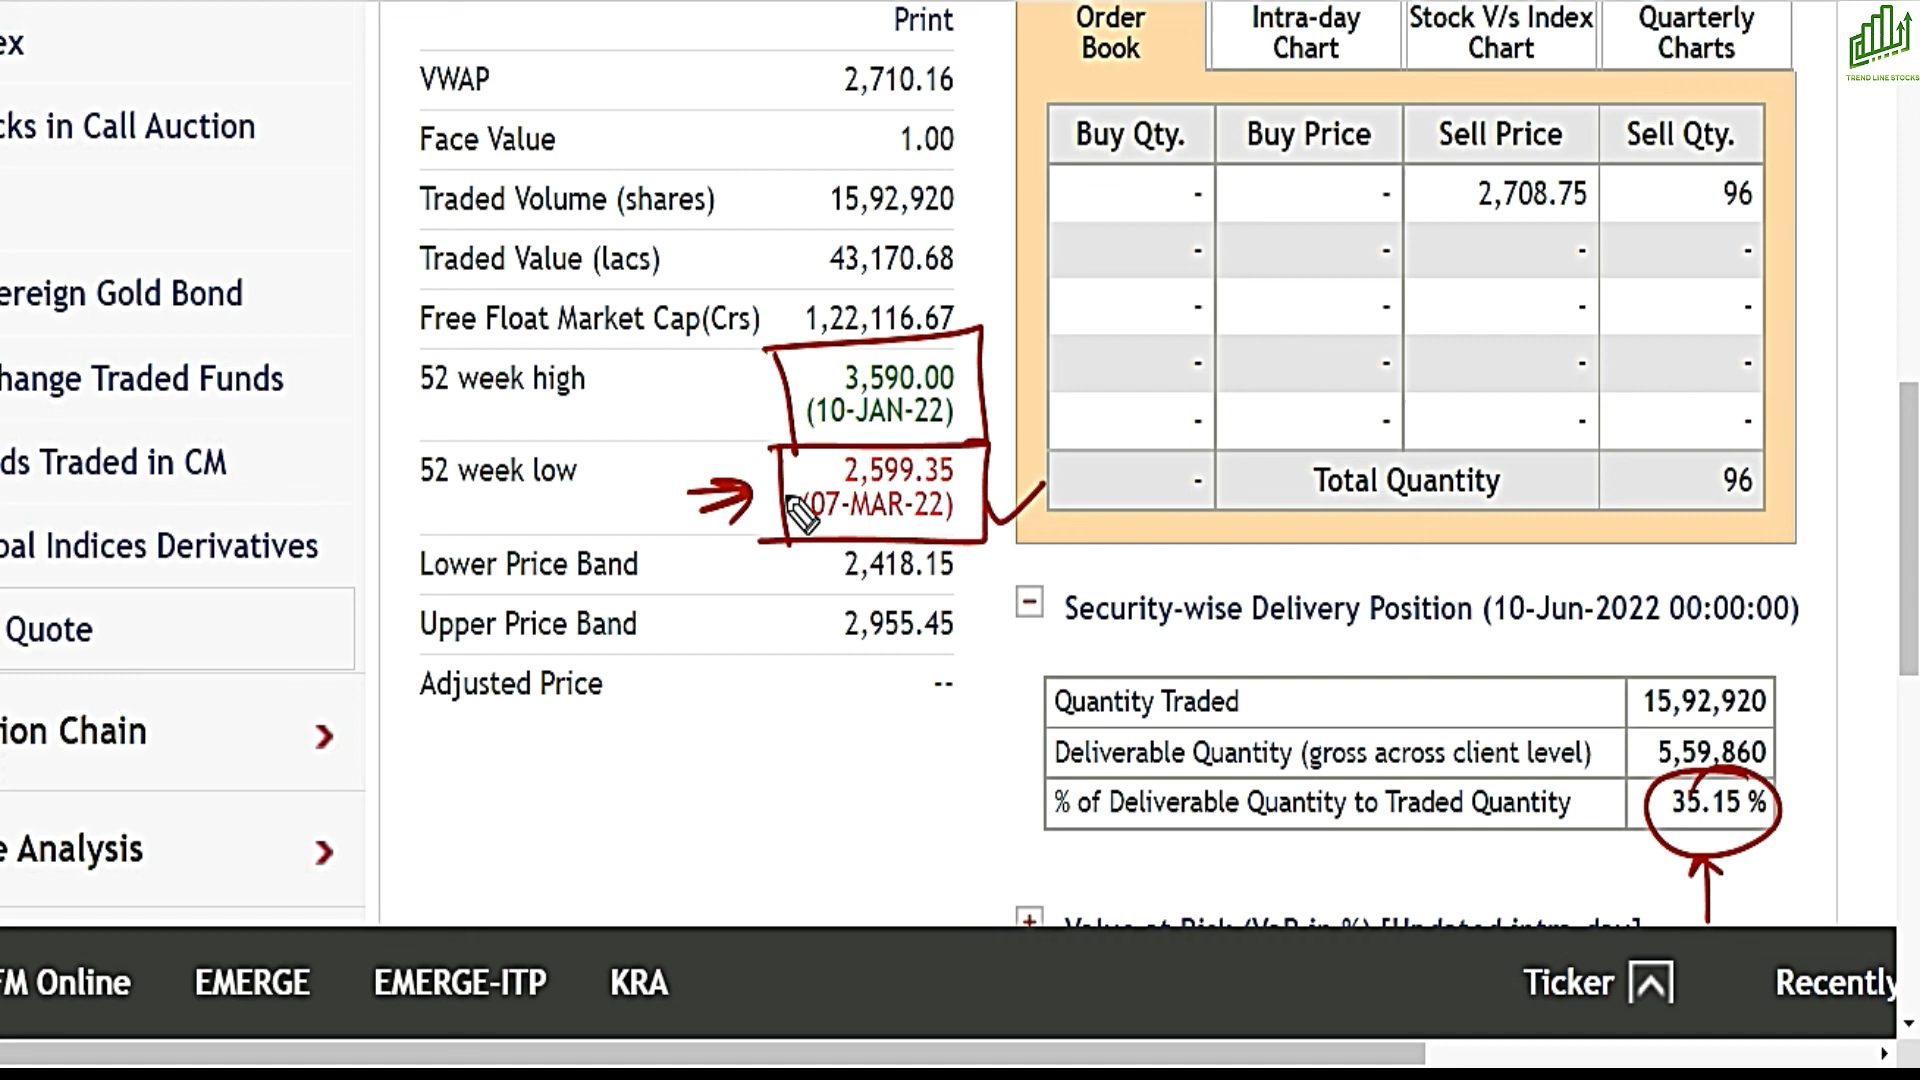 ex
cks in Call Auction
ereign Gold Bond
hange Traded Funds
ds Traded in CM
bal Indices Derivatives
Quote
ion Chain
e Analysis
Print
VWAP 2,710.16
Face Value 1.00
Traded Volume (shares) 15,92,920
Traded Value (lacs) 43,170.68
Free Float Market Cap(Crs) 1,22,116.67
52 week high 3,590.00
(10-JAN-22)
52 week low 2,599.35
(07-MAR-22)
Lower Price Band 2,418.15
Upper Price Band 2,955.45
Adjusted Price --
Order Book
Intra-day Chart
Stock V/s Index Chart
Quarterly Charts
Buy Qty. Buy Price Sell Price Sell Qty.
- - 2,708.75 96
- - - -
- - - -
- - - -
- - - -
- Total Quantity 96
Security-wise Delivery Position (10-Jun-2022 00:00:00)
Quantity Traded 15,92,920
Deliverable Quantity (gross across client level) 5,59,860
% of Deliverable Quantity to Traded Quantity 35.15 %
Value at Risk (VaR in %) [Updated intra-day]
FM Online EMERGE EMERGE-ITP KRA Ticker Recently
TREND LINE STOCKS